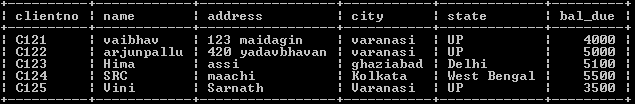 clientno | name | address | city | state | bal_due
C121 | vaibhav | 123 maidagin | varanasi | UP | 4000
C122 | arjunpallu | 420 yadavbhavan | varanasi | UP | 5000
C123 | Hima | assi | ghaziabad | Delhi | 5100
C124 | SRC | maachi | Kolkata | West Bengal | 5500
C125 | Vini | Sarnath | Varanasi | UP | 3500